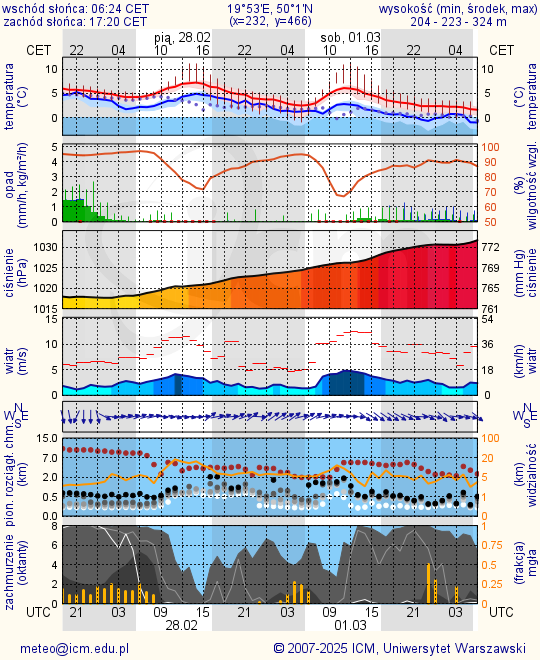 wschód słońca: 06:24 CET 19°53'E, 50°1'N wysokość (min, środek, max)
zachód słońca: 17:20 CET (x=232, y=466) 204 - 223 - 324 m
pią, 28.02 sob, 01.03
CET 22 04 10 16 22 04 10 16 22 04 CET
temperatura (°C) 10 5 0 10 5 0 temperatura (°C)
opad (mm/h, kg/m²/h) 5 4 3 2 1 0 100 90 80 70 60 50 (%) wilgotność wzgl.
ciśnienie (hPa) 1030 1025 1020 1015 772 769 765 761 (mm Hg) ciśnienie
wiatr (m/s) 15 10 5 0 54 36 18 0 (km/h) wiatr
N W E S N W E S
pion. rozciągł. chm. (km) 15.0 7.0 2.0 0.5 0.0 100 20 5 1 0 (km) widzialność
zachmurzenie (oktanty) 8 6 4 2 0 1 0.75 0.5 0.25 0 (frakcja) mgła
UTC 21 03 09 15 21 03 09 15 21 03 UTC
28.02 01.03
meteo@icm.edu.pl © 2007-2025 ICM, Uniwersytet Warszawski